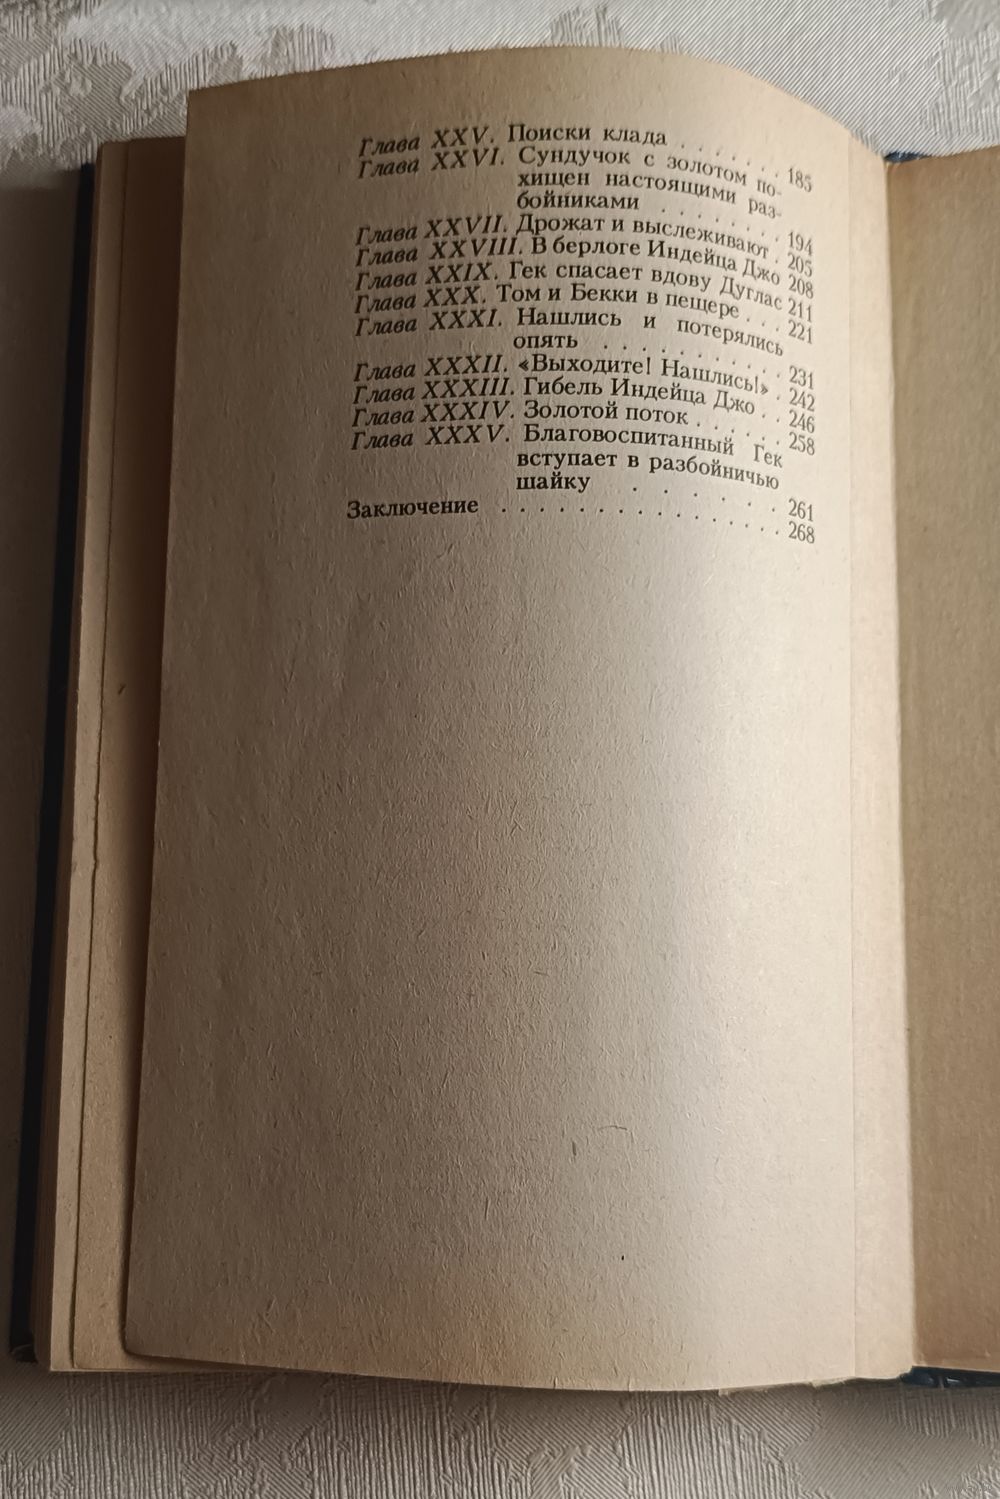 Глава XXV. Поиски клада . . . . . . . 185
Глава XXVI. Сундучок с золотом по-
хищен настоящими раз-
бойниками . . . . . . . 194
Глава XXVII. Дрожат и выслеживают . 205
Глава XXVIII. В берлоге Индейца Джо 208
Глава XXIX. Гек спасает вдову Дуглас 211
Глава XXX. Том и Бекки в пещере . . . 221
Глава XXXI. Нашлись и потерялись
опять . . . . . . . . . . 231
Глава XXXII. «Выходите! Нашлись!» . 242
Глава XXXIII. Гибель Индейца Джо . . 246
Глава XXXIV. Золотой поток . . . . . . 258
Глава XXXV. Благовоспитанный Гек
вступает в разбойничью
шайку . . . . . . 261
Заключение . . . . . . . . . . . . . . . . 268